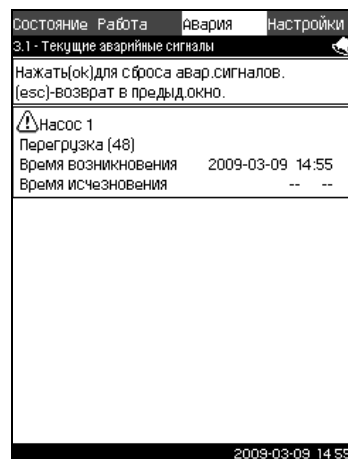 Состояние Работа Авария Настройки
3.1 - Текущие аварийные сигналы
Нажать(ok)для сброса авар.сигналов.
(esc)-возврат в предыд.окно.
Насос 1
Перегрузка (48)
Время возникновения 2009-03-09 14:55
Время исчезновения -- --
2009-03-09 14:55